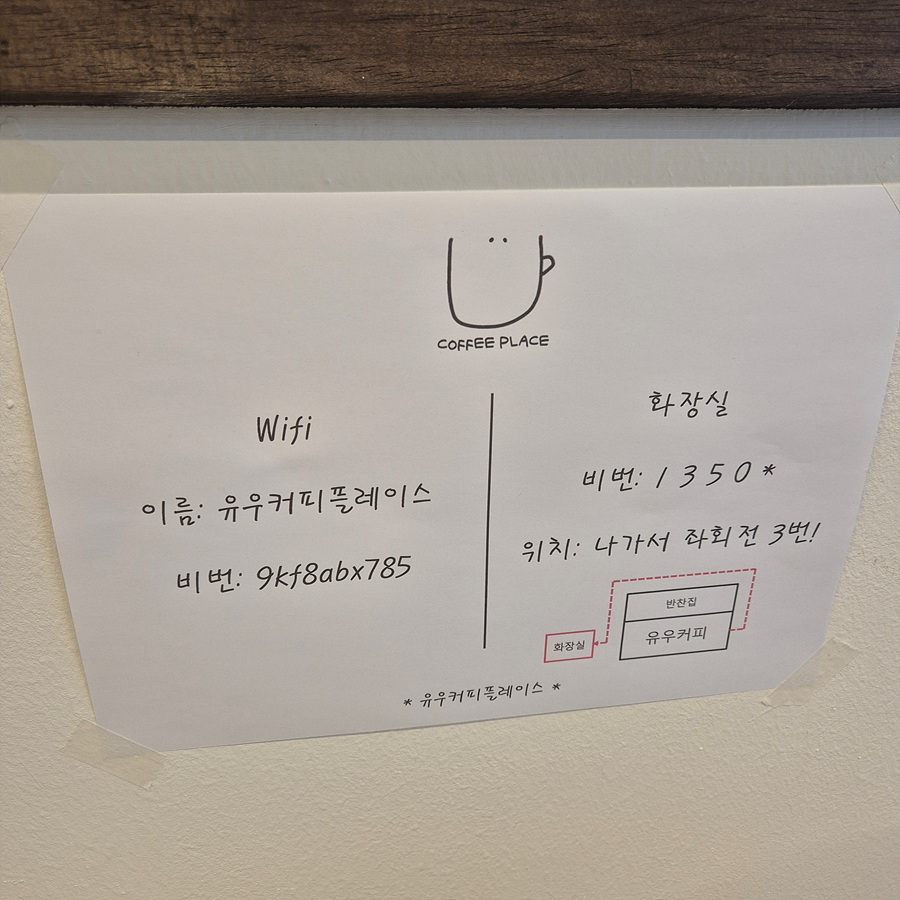 COFFEE PLACE
Wifi
이름: 유우커피플레이스
비번: 9kf8abx785
화장실
비번: 1350*
위치: 나가서 좌회전 3번!
반찬집
유우커피
화장실
* 유우커피플레이스 *